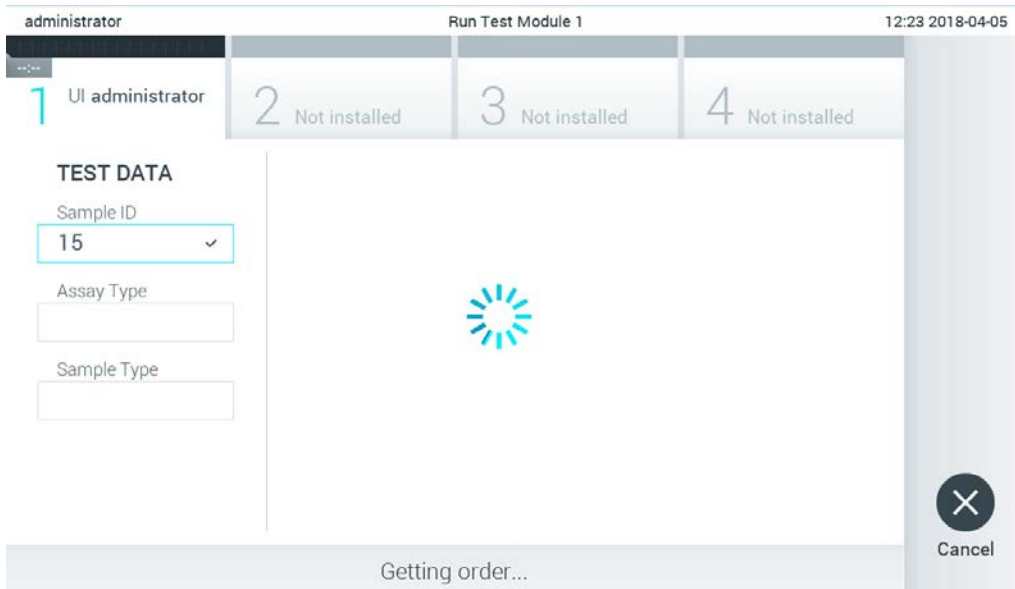 administrator Run Test Module 1 12:23 2018-04-05
--:--
1 UI administrator 2 Not installed 3 Not installed 4 Not installed
TEST DATA
Sample ID
15
Assay Type
Sample Type
Cancel
Getting order...